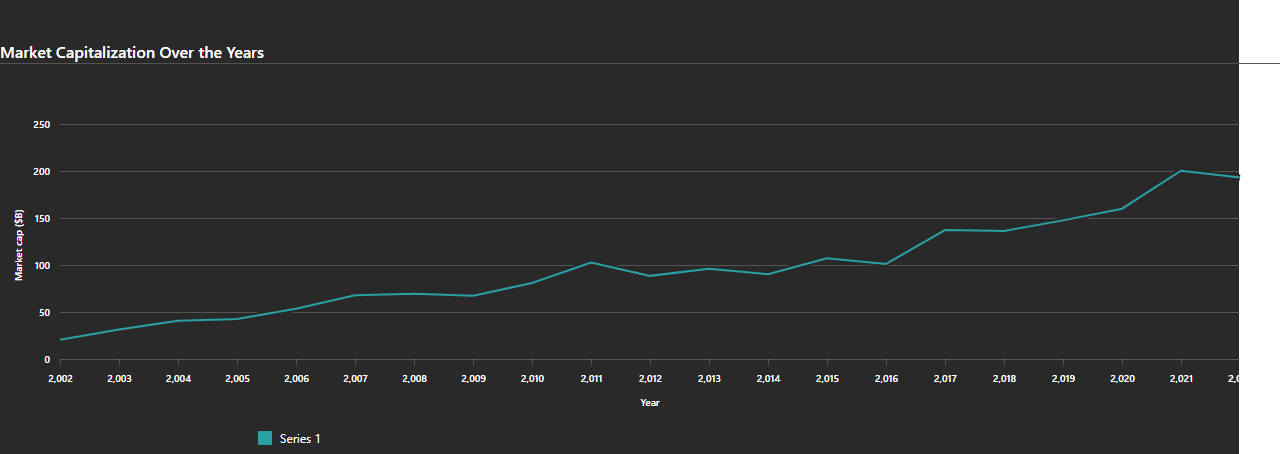 Market Capitalization Over the Years
250
200
150
100
50
0
Market cap ($B)
2,002 2,003 2,004 2,005 2,006 2,007 2,008 2,009 2,010 2,011 2,012 2,013 2,014 2,015 2,016 2,017 2,018 2,019 2,020 2,021
Year
Series 1